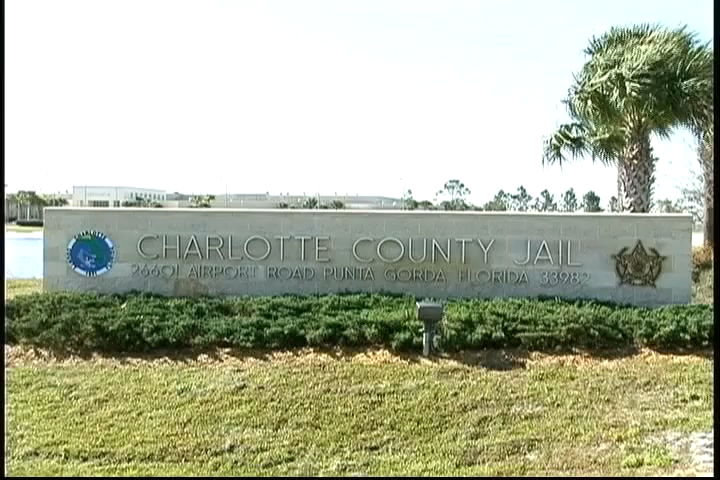 CHARLOTTE COUNTY JAIL
26601 AIRPORT ROAD PUNTA GORDA, FLORIDA 33982